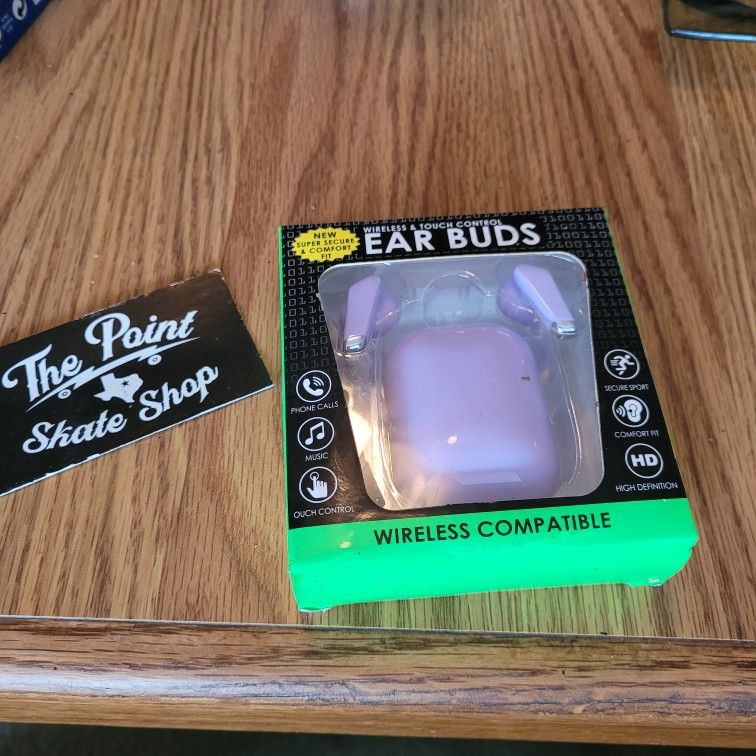 The Point
Skate Shop
NEW
SUPER SECURE
& COMFORT
FIT
WIRELESS & TOUCH CONTROL
EAR BUDS
PHONE CALLS
MUSIC
OUCH CONTROL
SECURE SPORT
COMFORT FIT
HD
HIGH DEFINITION
WIRELESS COMPATIBLE